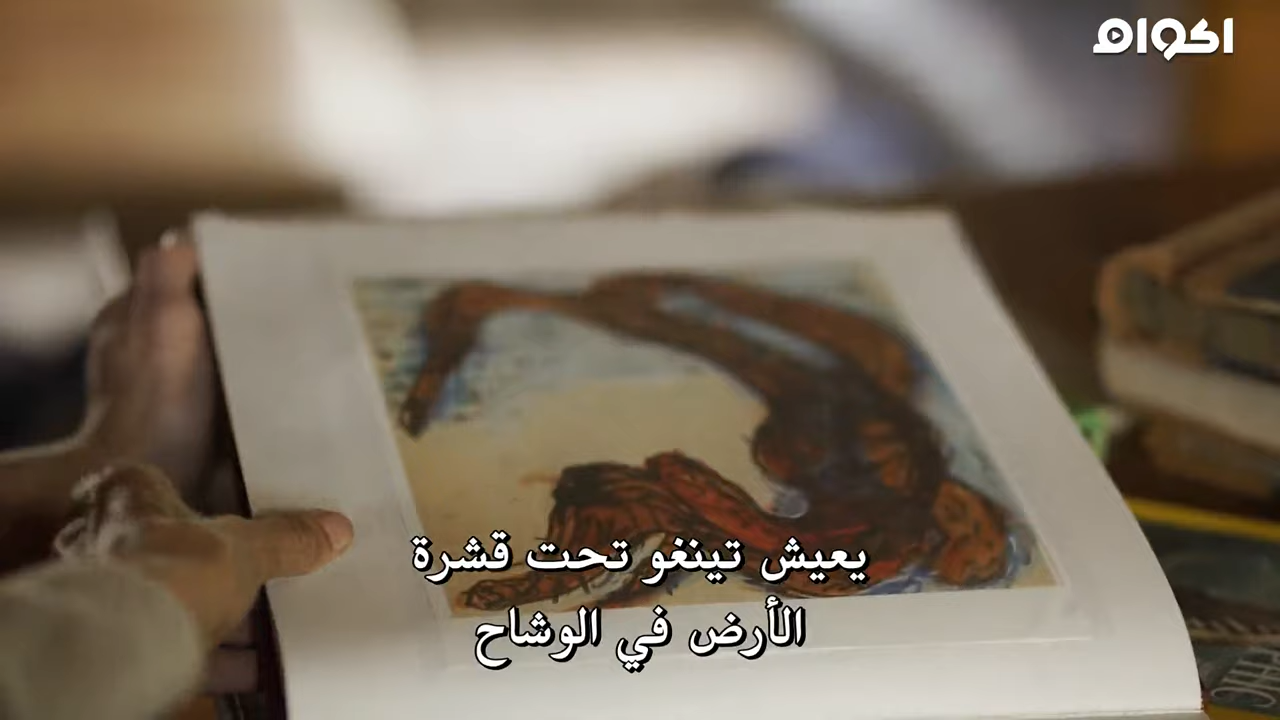 اكوام
يعيش تينغو تحت قشرة
الأرض في الوشاح